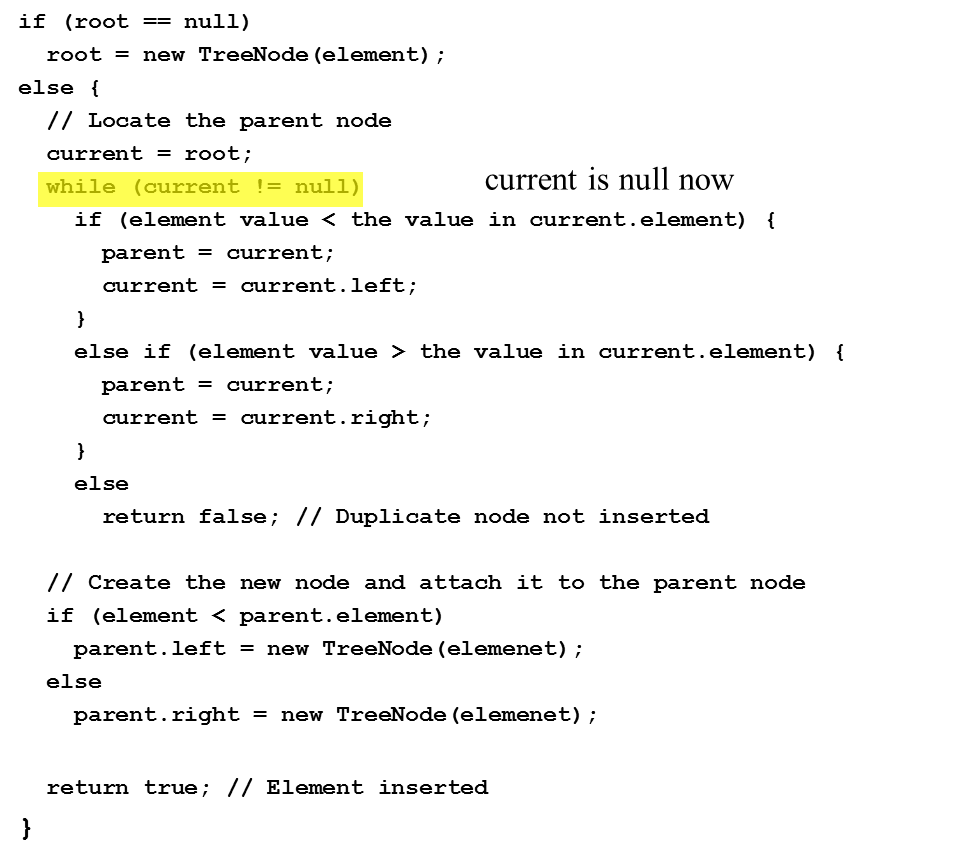 if (root == null)
  root = new TreeNode(element);
else {
  // Locate the parent node
  current = root;
  while (current != null) current is null now
    if (element value < the value in current.element) {
      parent = current;
      current = current.left;
    }
    else if (element value > the value in current.element) {
      parent = current;
      current = current.right;
    }
    else
      return false; // Duplicate node not inserted

  // Create the new node and attach it to the parent node
  if (element < parent.element)
    parent.left = new TreeNode(elemenet);
  else
    parent.right = new TreeNode(elemenet);

  return true; // Element inserted
}